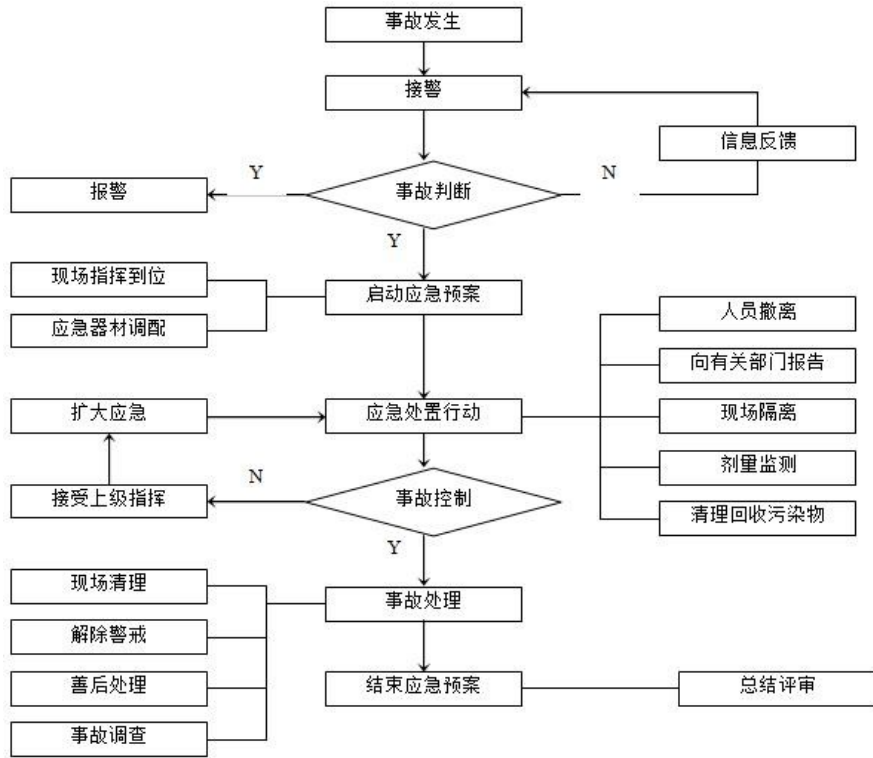 事故发生
接警
信息反馈
Y
N
报警
事故判断
Y
现场指挥到位
启动应急预案
应急器材调配
人员撤离
向有关部门报告
扩大应急
应急处置行动
现场隔离
剂量监测
N
接受上级指挥
事故控制
清理回收污染物
Y
现场清理
事故处理
解除警戒
善后处理
结束应急预案
总结评审
事故调查